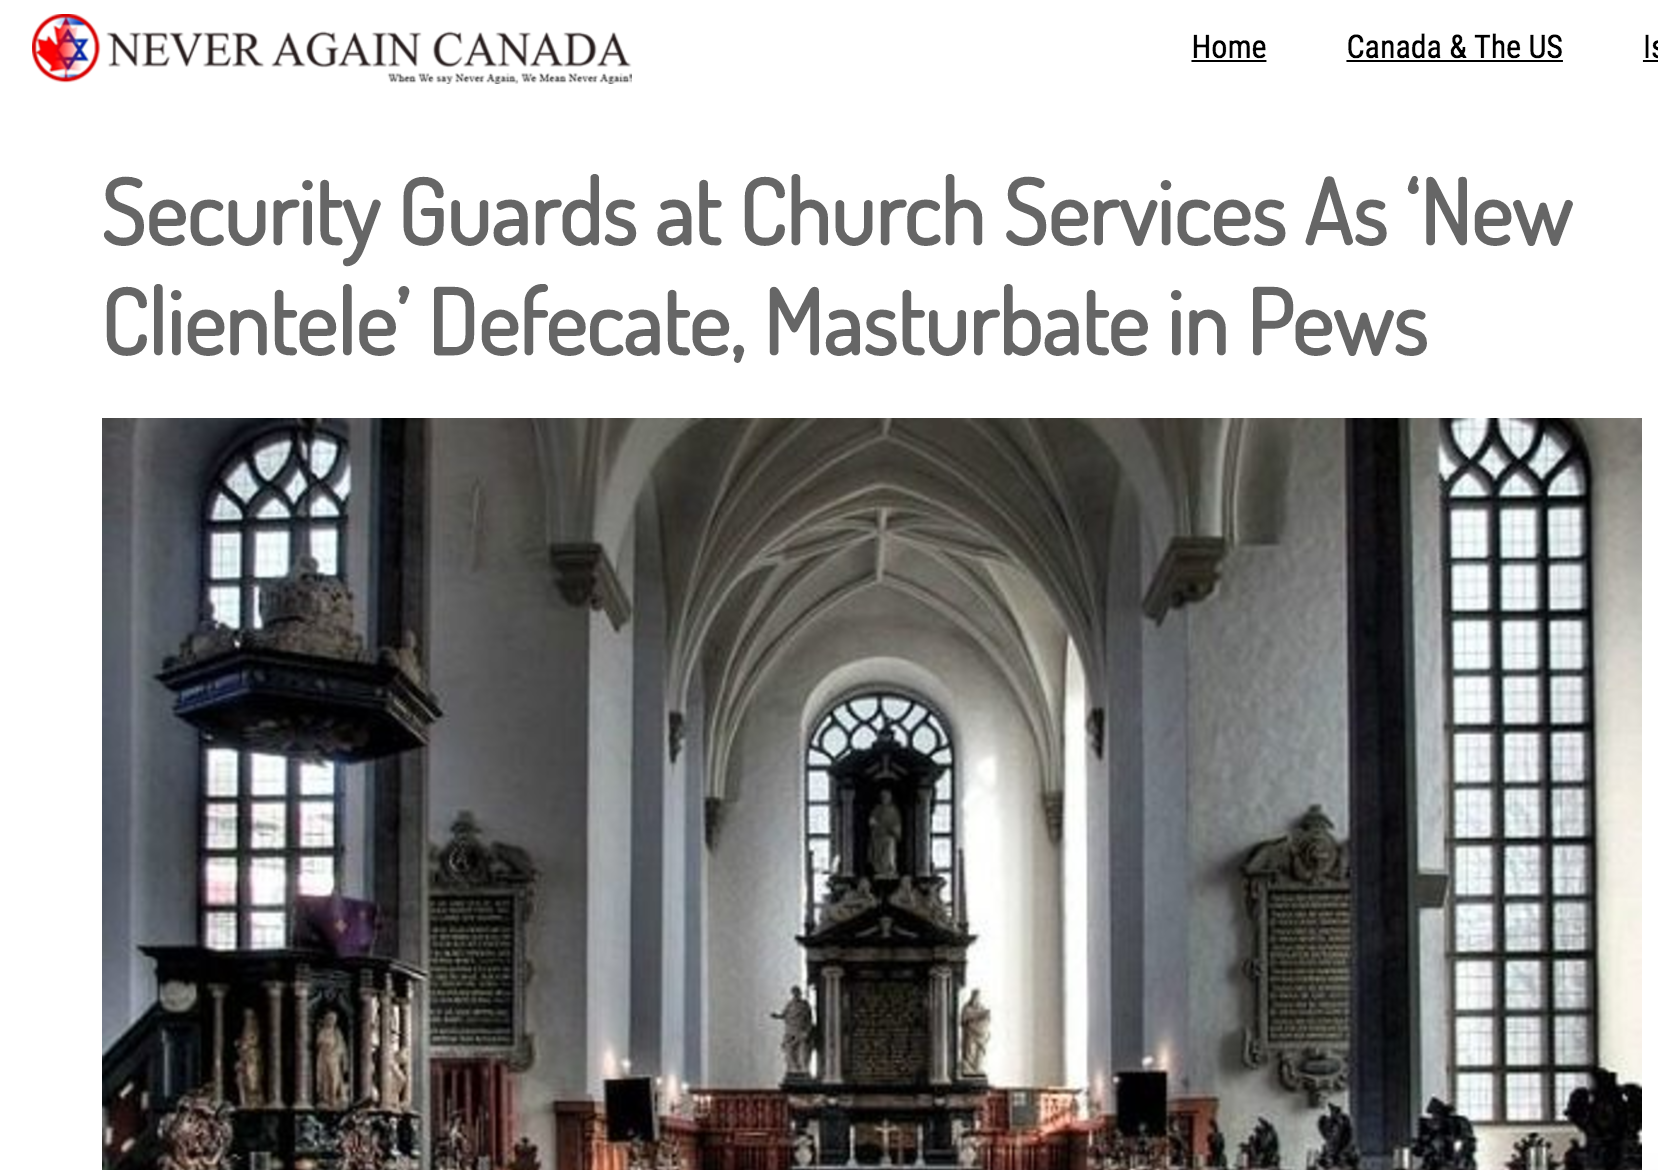 NEVER AGAIN CANADA
When We say Never Again, We Mean Never Again!
Home
Canada & The US
Is
Security Guards at Church Services As ‘New
Clientele’ Defecate, Masturbate in Pews